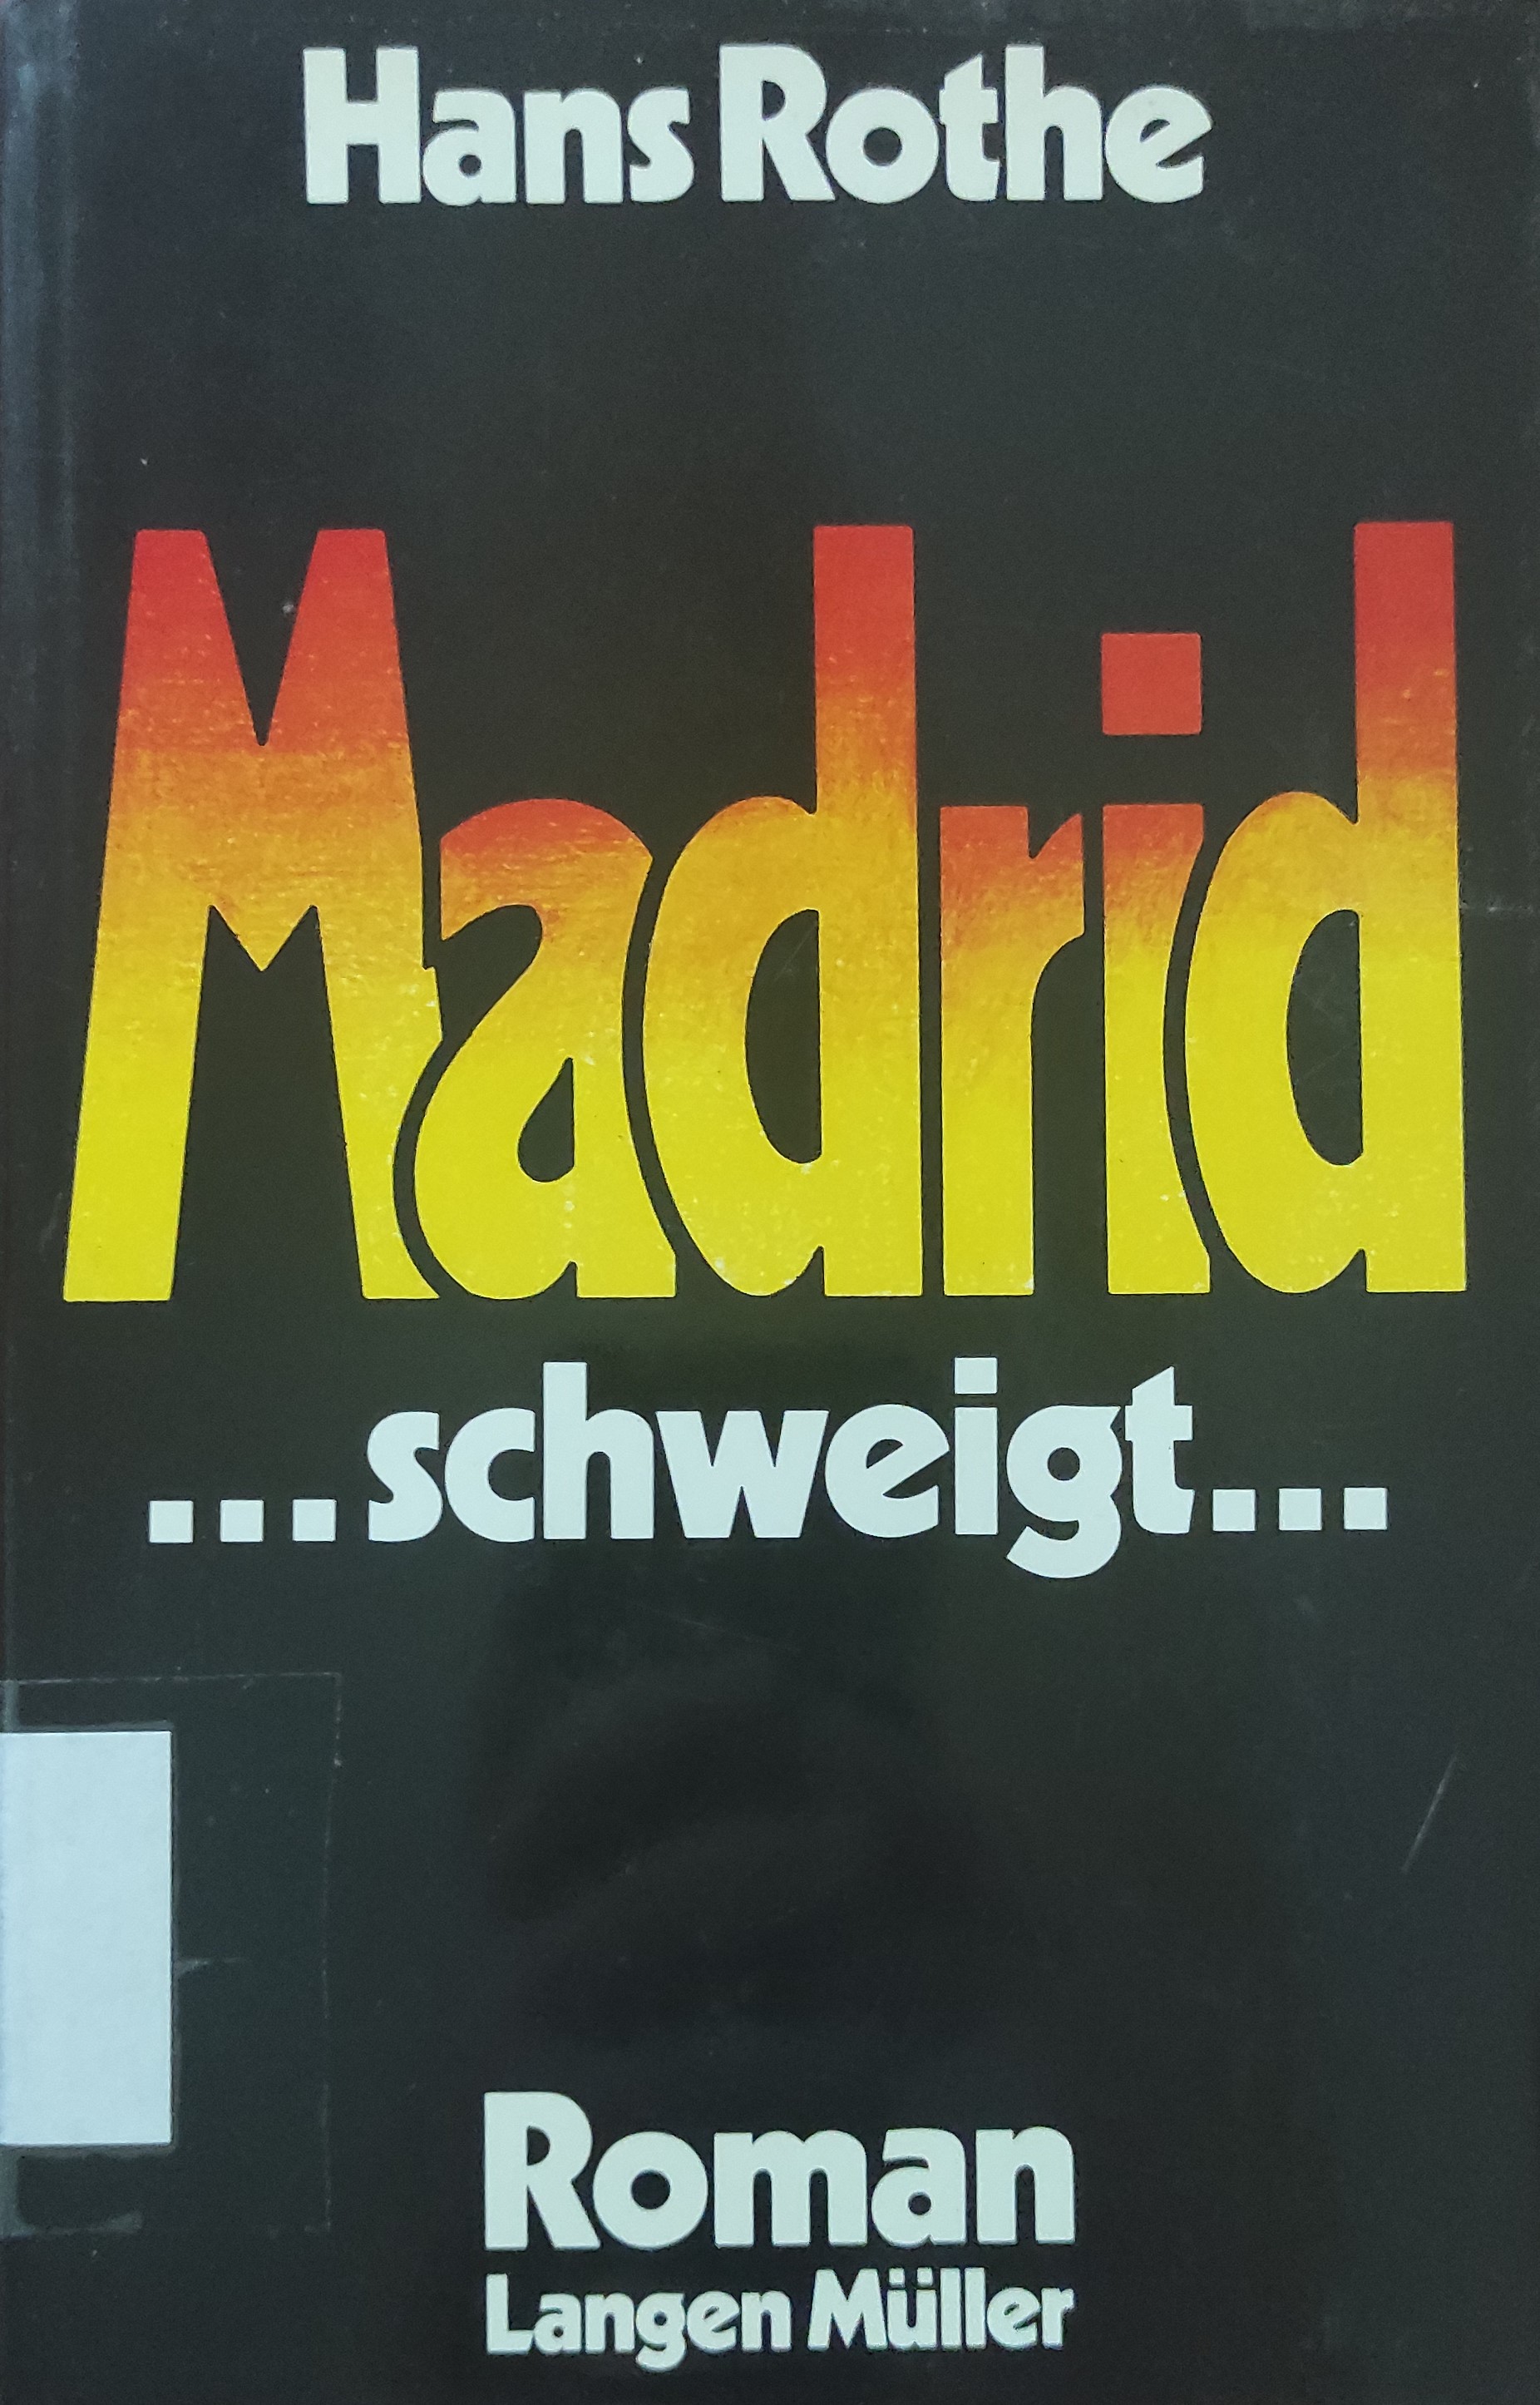 Hans Rothe
Madrid
...schweigt...
Roman
Langen Müller